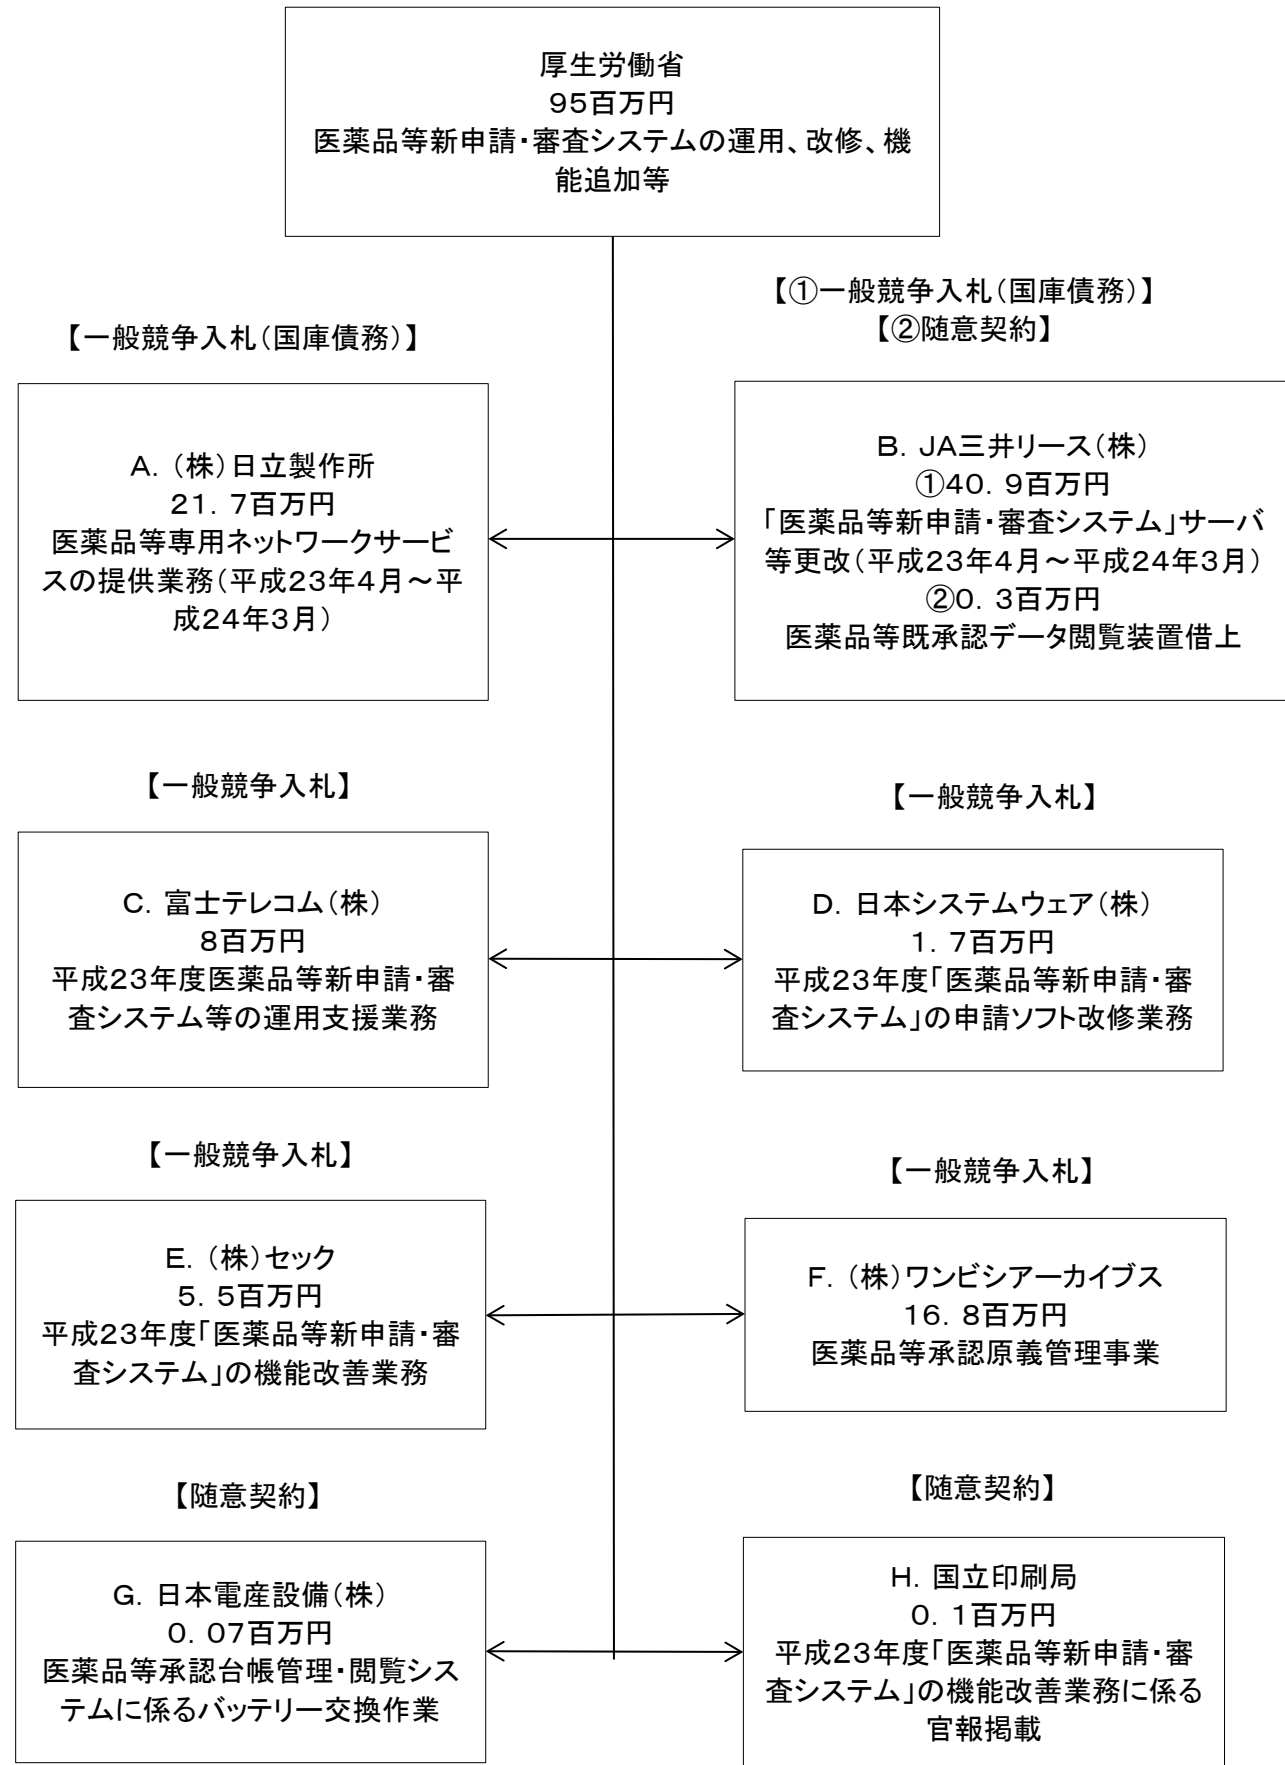 厚生労働省
95百万円
医薬品等新申請・審査システムの運用、改修、機
能追加等
【一般競争入札（国庫債務）】
A．（株）日立製作所
21．7百万円
医薬品等専用ネットワークサービ
スの提供業務（平成23年4月～平
成24年3月）
【①一般競争入札（国庫債務）】
【②随意契約】
B．JA三井リース（株）
①40．9百万円
「医薬品等新申請・審査システム」サーバ
等更改（平成23年4月～平成24年3月）
②0．3百万円
医薬品等既承認データ閲覧装置借上
【一般競争入札】
C．富士テレコム（株）
8百万円
平成23年度医薬品等新申請・審
査システム等の運用支援業務
【一般競争入札】
D．日本システムウェア（株）
1．7百万円
平成23年度「医薬品等新申請・審
査システム」の申請ソフト改修業務
【一般競争入札】
E．（株）セック
5．5百万円
平成23年度「医薬品等新申請・審
査システム」の機能改善業務
【一般競争入札】
F．（株）ワンビシアーカイブス
16．8百万円
医薬品等承認原義管理事業
【随意契約】
G．日本電産設備（株）
0．07百万円
医薬品等承認台帳管理・閲覧シス
テムに係るバッテリー交換作業
【随意契約】
H．国立印刷局
0．1百万円
平成23年度「医薬品等新申請・審
査システム」の機能改善業務に係る
官報掲載